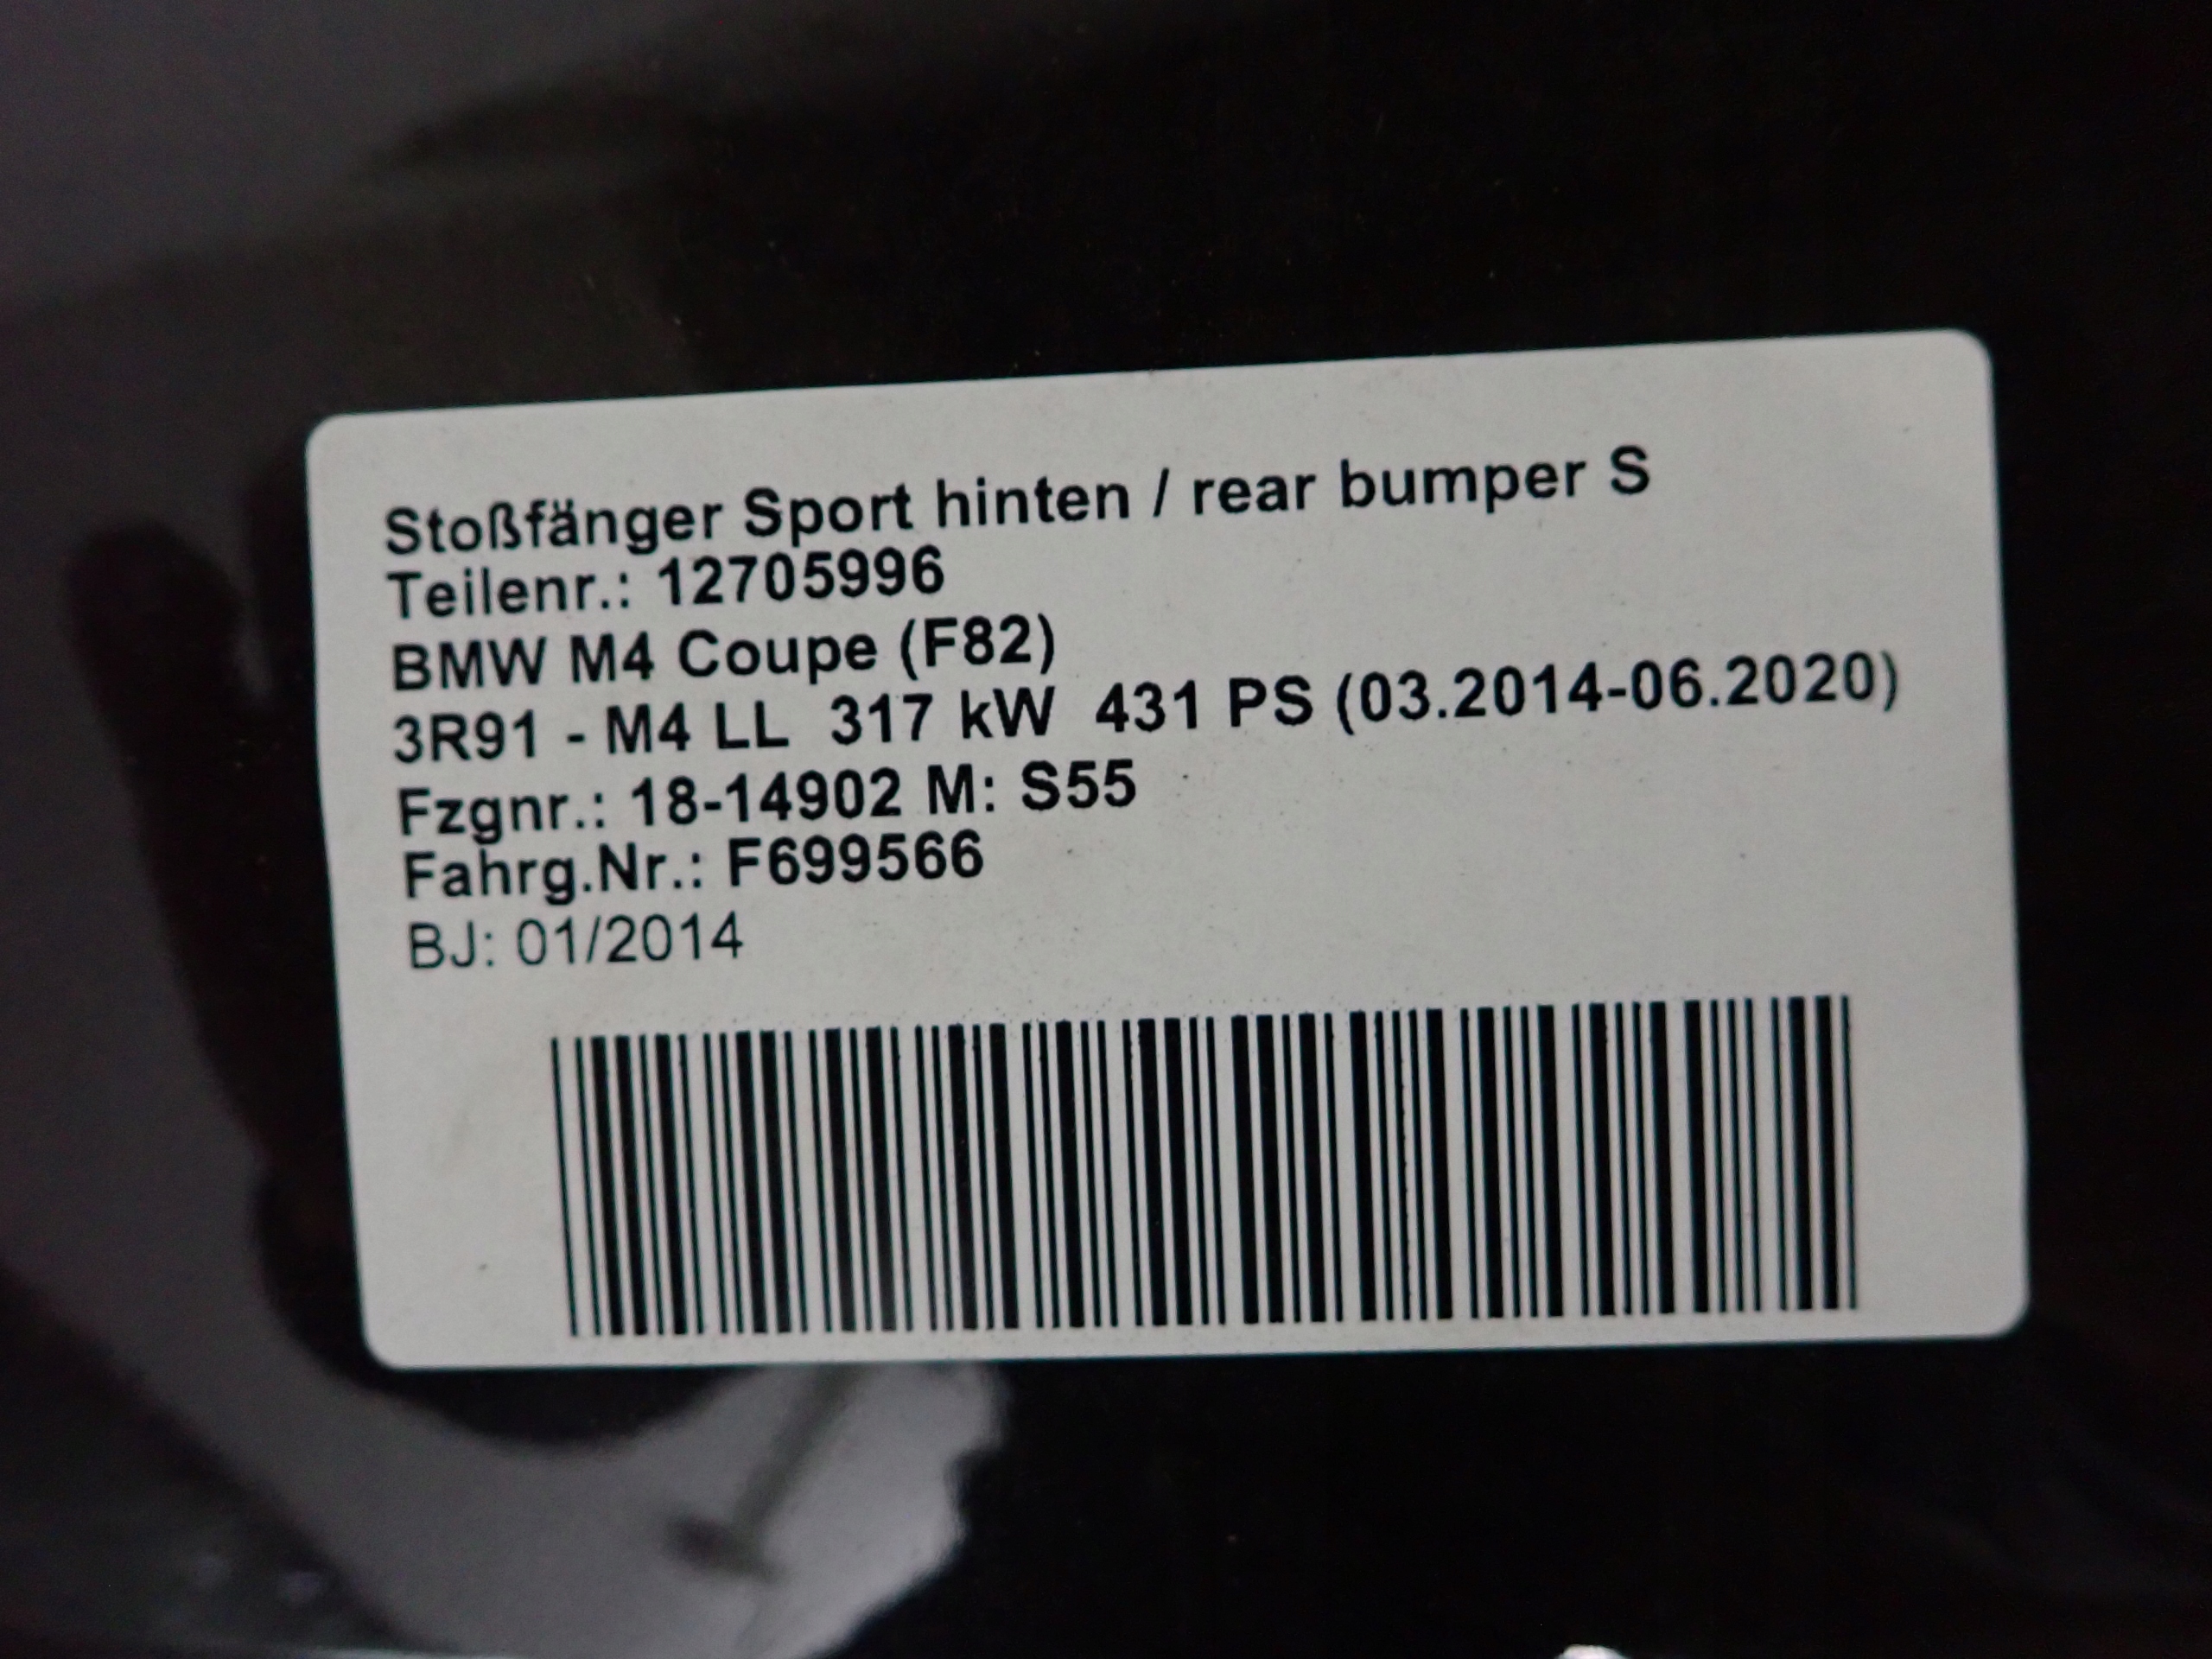 Stoßfänger Sport hinten / rear bumper S
Teilenr.: 12705996
BMW M4 Coupe (F82)
3R91 - M4 LL  317 kW  431 PS (03.2014-06.2020)
Fzgnr.: 18-14902 M: S55
Fahrg.Nr.: F699566
BJ: 01/2014